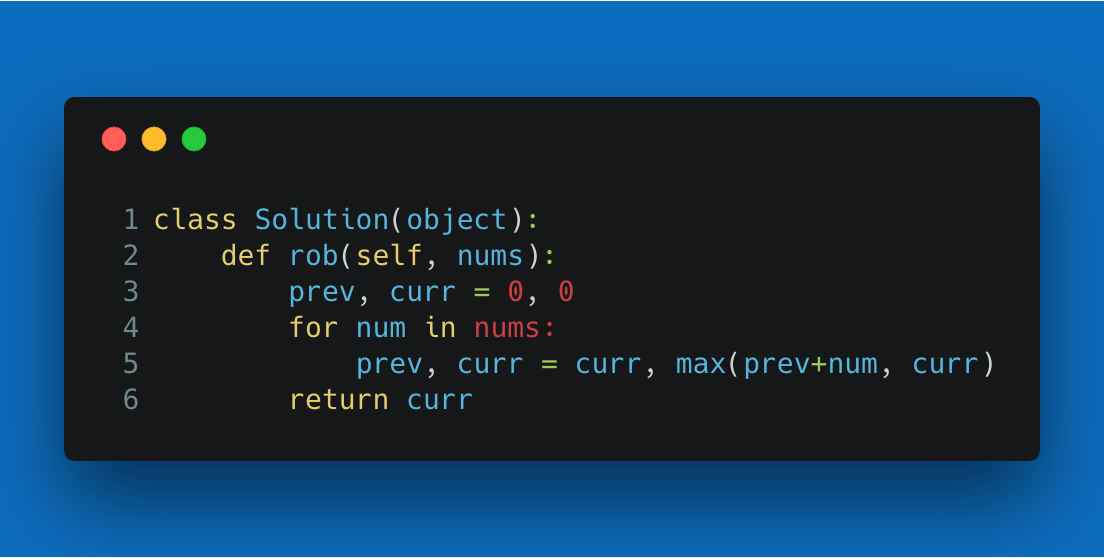 1 class Solution(object):
2     def rob(self, nums):
3         prev, curr = 0, 0
4         for num in nums:
5             prev, curr = curr, max(prev+num, curr)
6         return curr